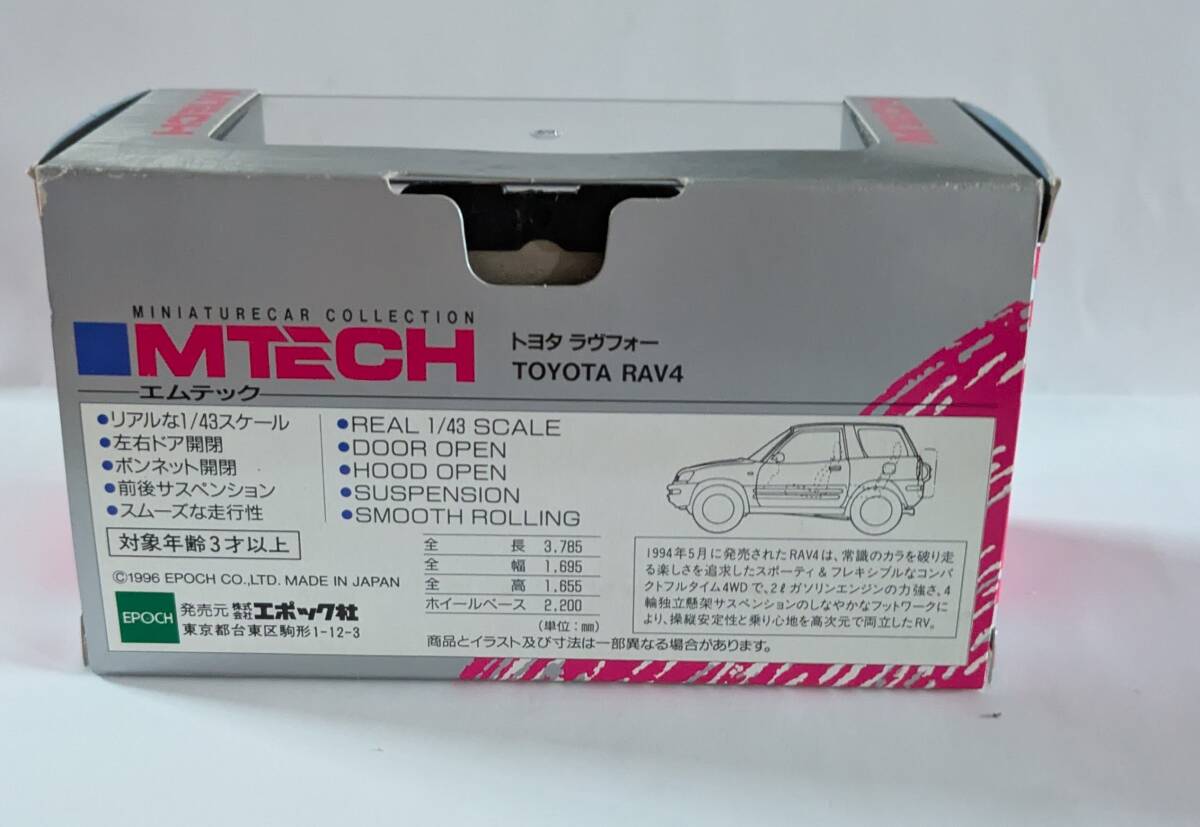 MTECH
MTECH
MINIATURECAR COLLECTION
MTECH
エムテック
トヨタ ラヴフォー
TOYOTA RAV4
●リアルな1/43スケール
●左右ドア開閉
●ボンネット開閉
●前後サスペンション
●スムーズな走行性
●REAL 1/43 SCALE
●DOOR OPEN
●HOOD OPEN
●SUSPENSION
●SMOOTH ROLLING
対象年齢3才以上
©1996 EPOCH CO.,LTD. MADE IN JAPAN
EPOCH
発売元 株式会社エポック社
東京都台東区駒形1-12-3
全 長 3.785
全 幅 1.695
全 高 1.655
ホイールベース 2,200
(単位:㎜)
商品とイラスト及び寸法は一部異なる場合があります。
1994年5月に発売されたRAV4は、常識のカラを破り走
る楽しさを追求したスポーティ&フレキシブルなコンパ
クトフルタイム4WDで、2ℓガソリンエンジンの力強さ、4
輪独立懸架サスペンションのしなやかなフットワークに
より、操縦安定性と乗り心地を高次元で両立したRV。